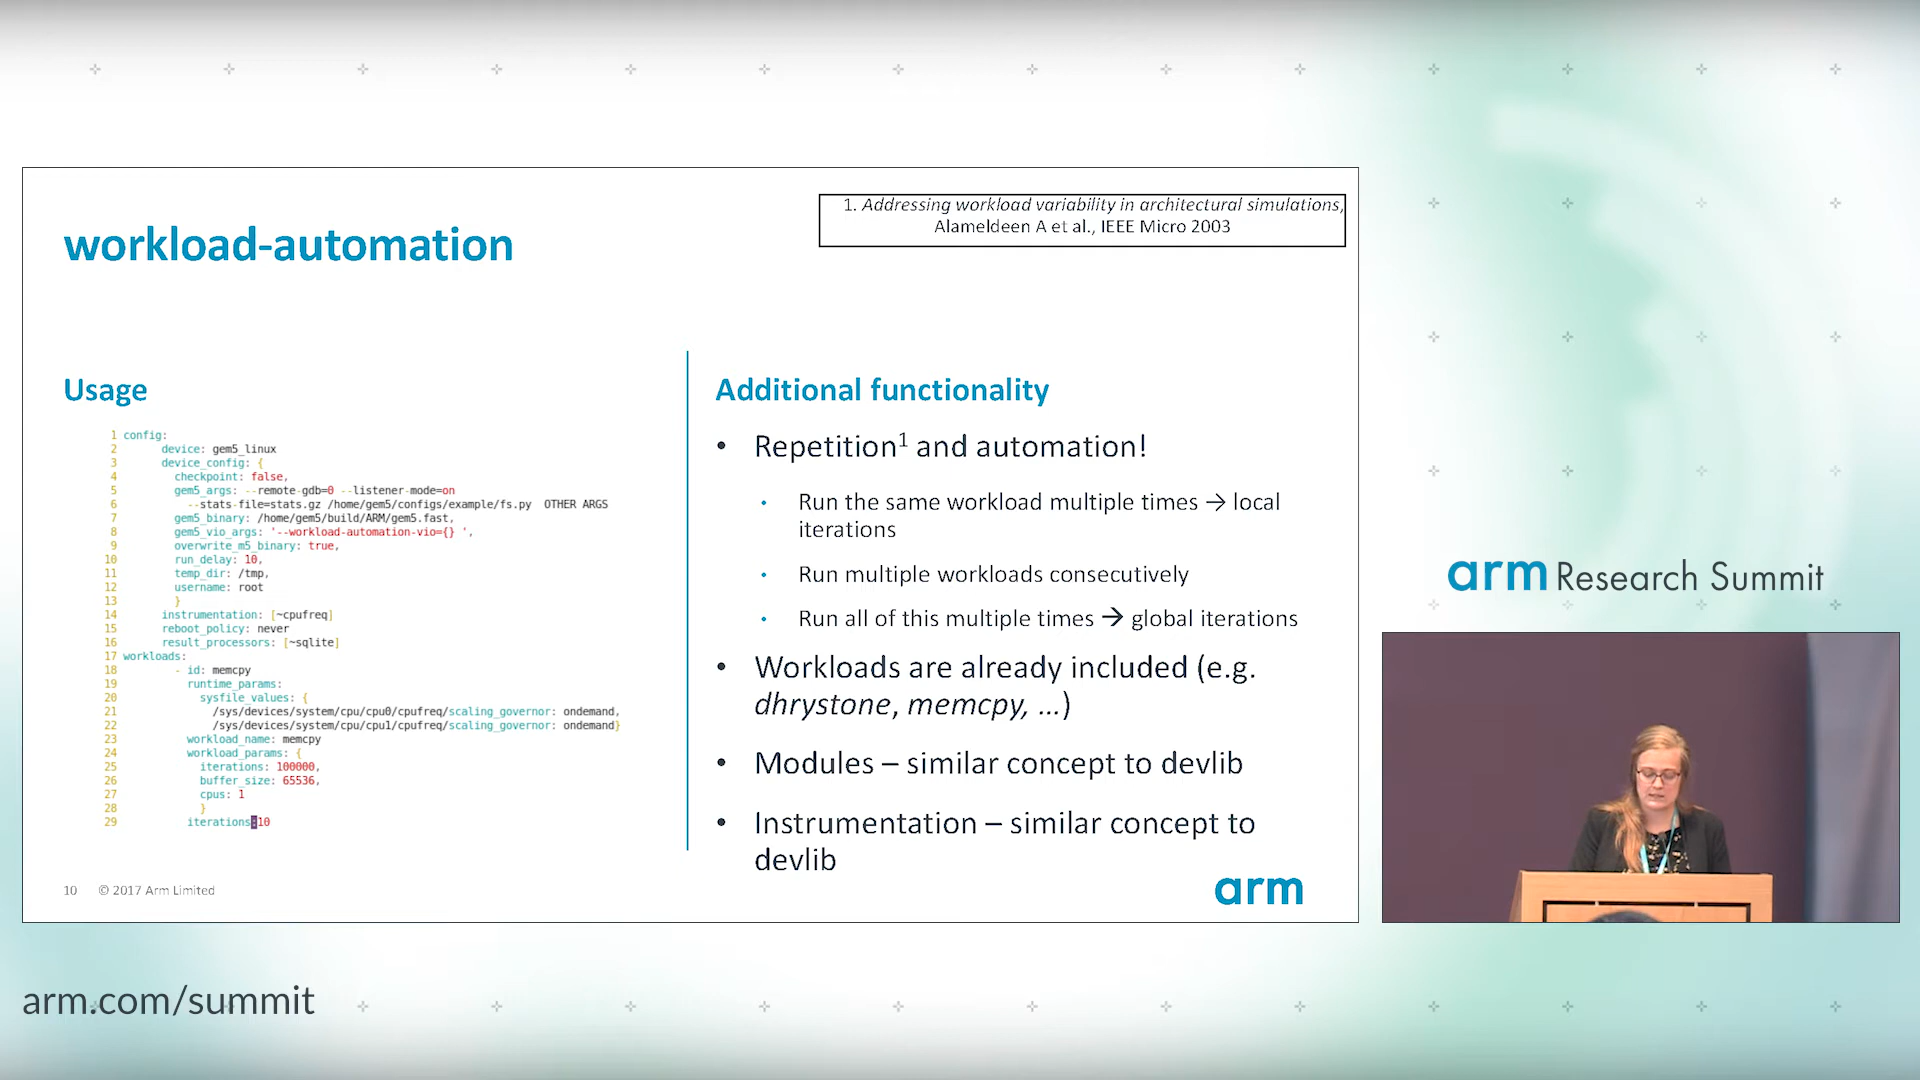 1. Addressing workload variability in architectural simulations,
Alameldeen A et al., IEEE Micro 2003
workload-automation
Usage
1 config:
2 device: gem5_linux
3 device_config: {
4 checkpoint: false,
5 gem5_args: --remote-gdb=0 --listener-mode=on
6 --stats-file=stats.gz /home/gem5/configs/example/fs.py OTHER ARGS
7 gem5_binary: /home/gem5/build/ARM/gem5.fast,
8 gem5_vio_args: '--workload-automation-vio={} ',
9 overwrite_m5_binary: true,
10 run_delay: 10,
11 temp_dir: /tmp,
12 username: root
13 }
14 instrumentation: [~cpufreq]
15 reboot_policy: never
16 result_processors: [~sqlite]
17 workloads:
18 - id: memcpy
19 runtime_params:
20 sysfile_values: {
21 /sys/devices/system/cpu/cpu0/cpufreq/scaling_governor: ondemand,
22 /sys/devices/system/cpu/cpu1/cpufreq/scaling_governor: ondemand}
23 workload_name: memcpy
24 workload_params: {
25 iterations: 100000,
26 buffer_size: 65536,
27 cpus: 1
28 }
29 iterations:10
Additional functionality
• Repetition¹ and automation!
• Run the same workload multiple times → local
iterations
• Run multiple workloads consecutively
• Run all of this multiple times → global iterations
• Workloads are already included (e.g.
dhrystone, memcpy, ...)
• Modules – similar concept to devlib
• Instrumentation – similar concept to
devlib
10 © 2017 Arm Limited
arm
arm Research Summit
arm.com/summit